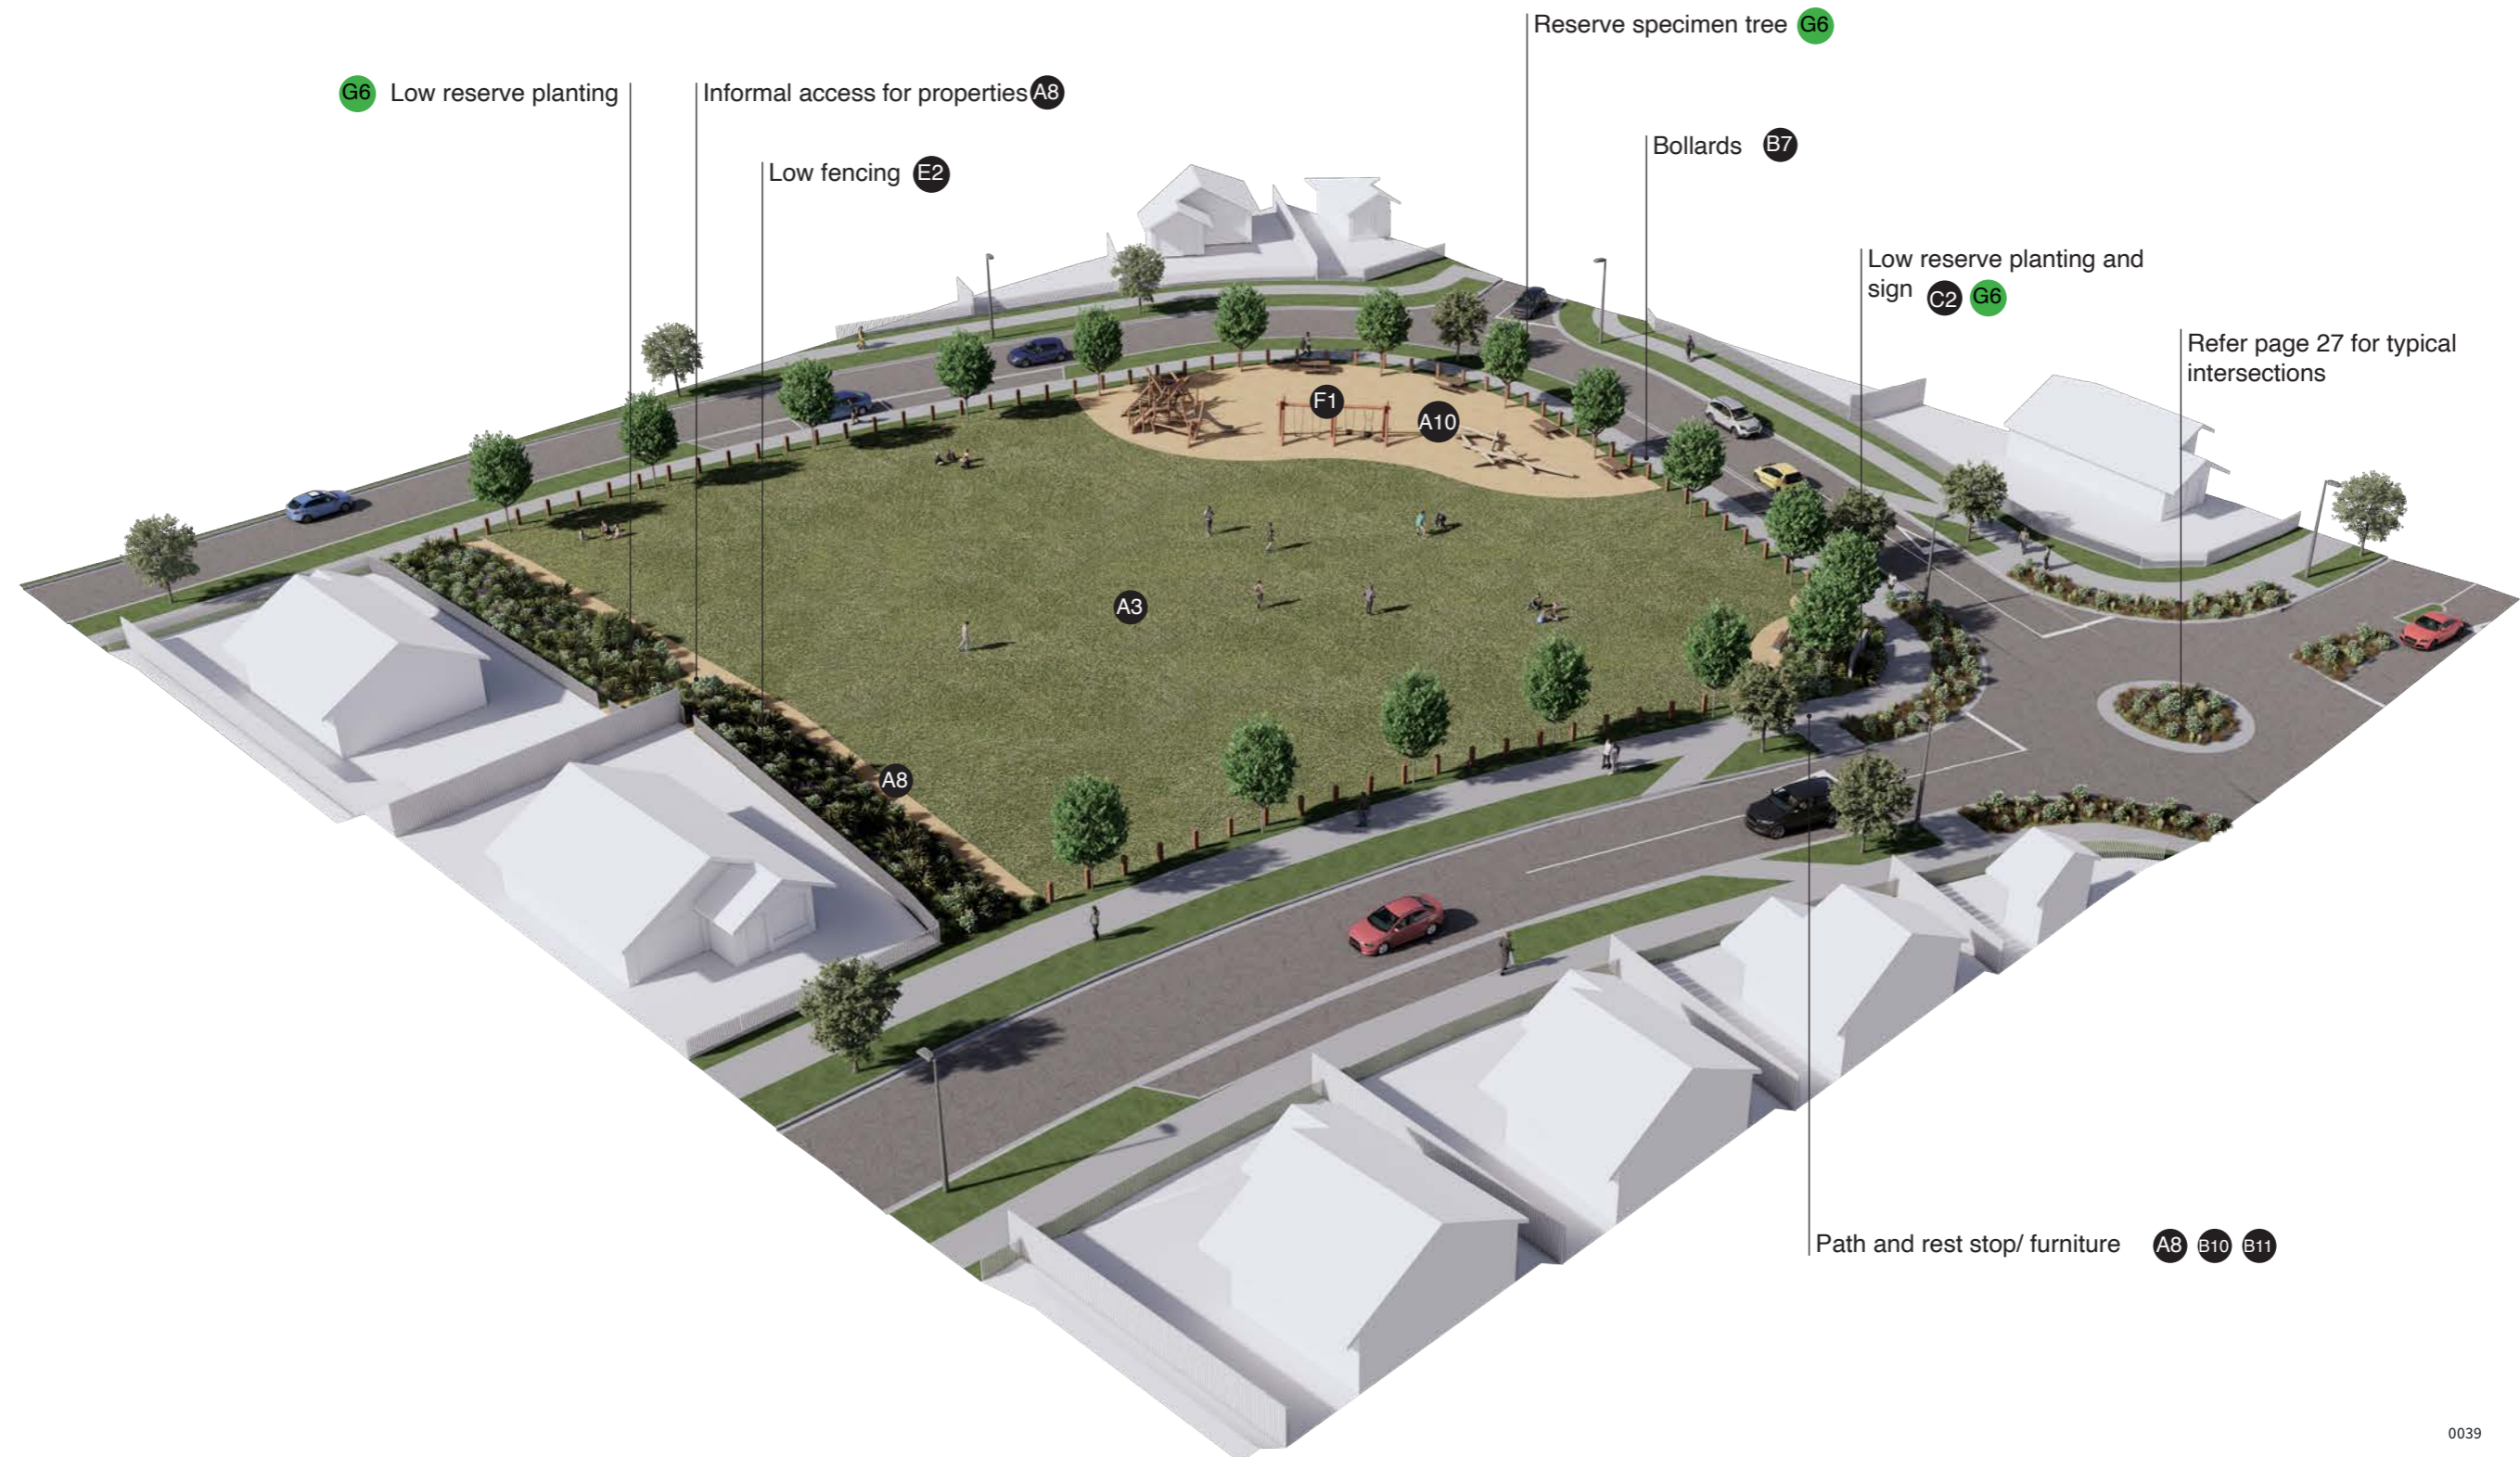 Reserve specimen tree G6
G6 Low reserve planting
Informal access for properties A8
Bollards B7
Low fencing E2
Low reserve planting and
sign C2 G6
Refer page 27 for typical
intersections
F1
A10
A3
A8
Path and rest stop/ furniture A8 B10 B11
0039